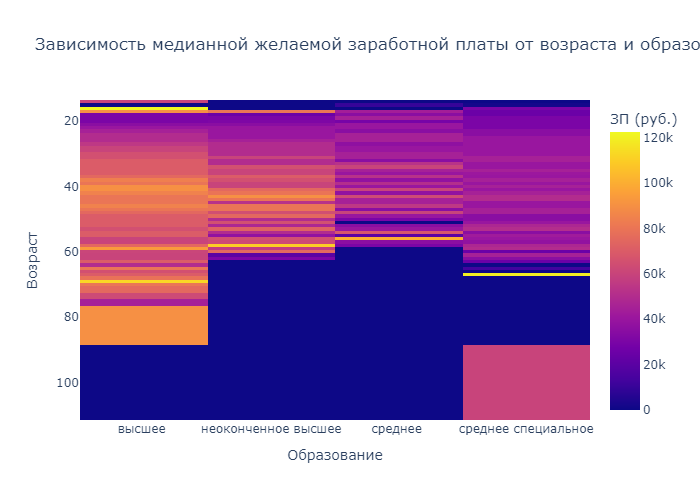 Зависимость медианной желаемой заработной платы от возраста и образо
ЗП (руб.)
120k
100k
80k
60k
40k
20k
0
20
40
60
80
100
Возраст
высшее
неоконченное высшее
среднее
среднее специальное
Образование